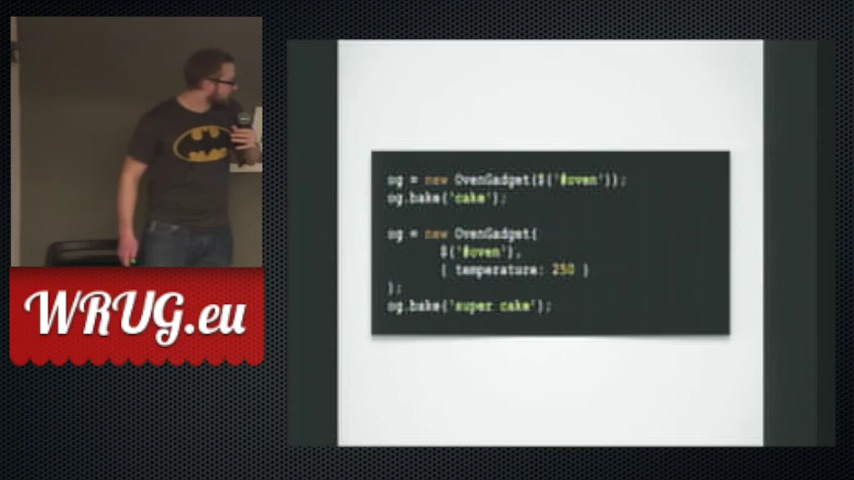 WRUG.eu
og = new OvenGadget($('#oven'));
og.bake('cake');
og = new OvenGadget(
$('#oven'),
{ temperature: 250 }
);
og.bake('super cake');